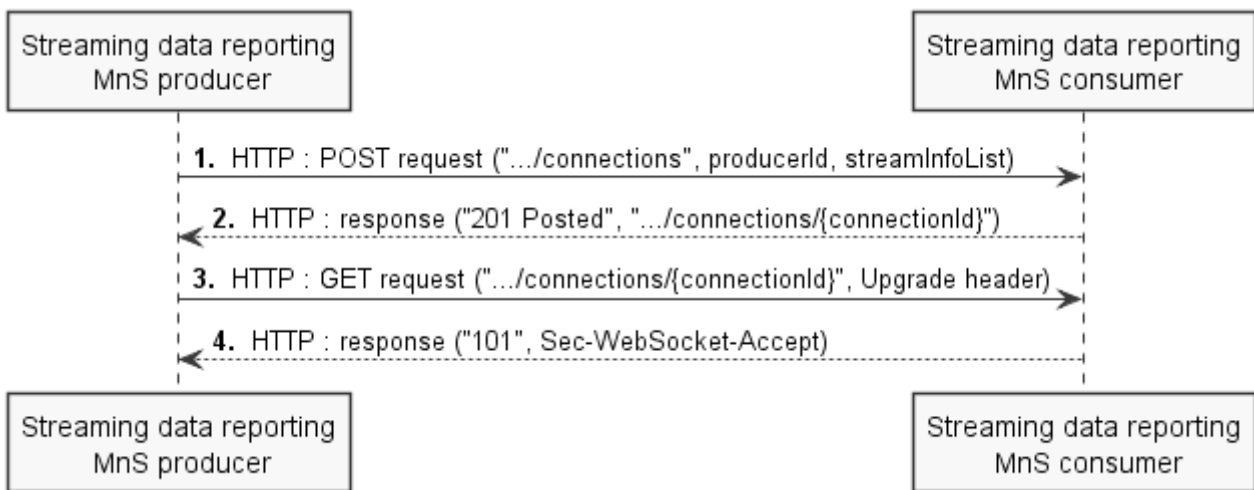 Streaming data reporting
MnS producer
Streaming data reporting
MnS consumer
1. HTTP : POST request (".../connections", producerId, streamInfoList)
2. HTTP : response ("201 Posted", ".../connections/{connectionId}")
3. HTTP : GET request (".../connections/{connectionId}", Upgrade header)
4. HTTP : response ("101", Sec-WebSocket-Accept)
Streaming data reporting
MnS producer
Streaming data reporting
MnS consumer